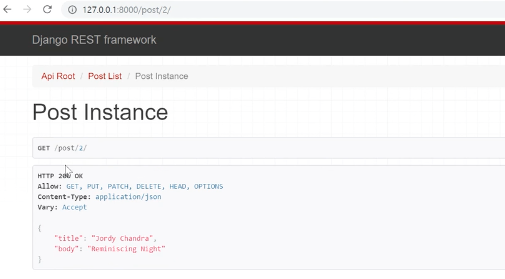 127.0.0.1:8000/post/2/
Django REST framework
Api Root / Post List / Post Instance
Post Instance
GET /post/2/
HTTP 200 OK
Allow: GET, PUT, PATCH, DELETE, HEAD, OPTIONS
Content-Type: application/json
Vary: Accept
{
"title": "Jordy Chandra",
"body": "Reminiscing Night"
}